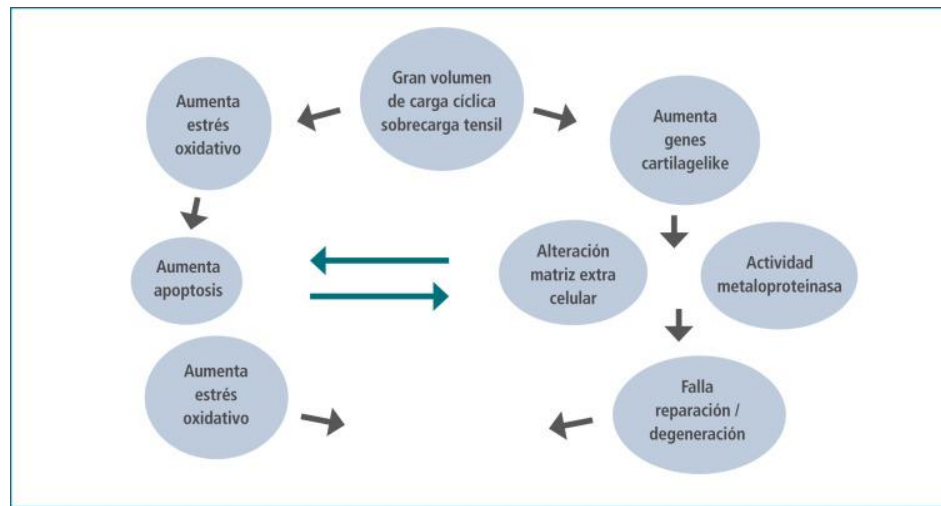 Gran volumen
de carga cíclica
sobrecarga tensil
Aumenta
estrés
oxidativo
Aumenta
genes
cartilagelike
Aumenta
apoptosis
Alteración
matriz extra
celular
Actividad
metaloproteinasa
Aumenta
estrés
oxidativo
Falla
reparación /
degeneración